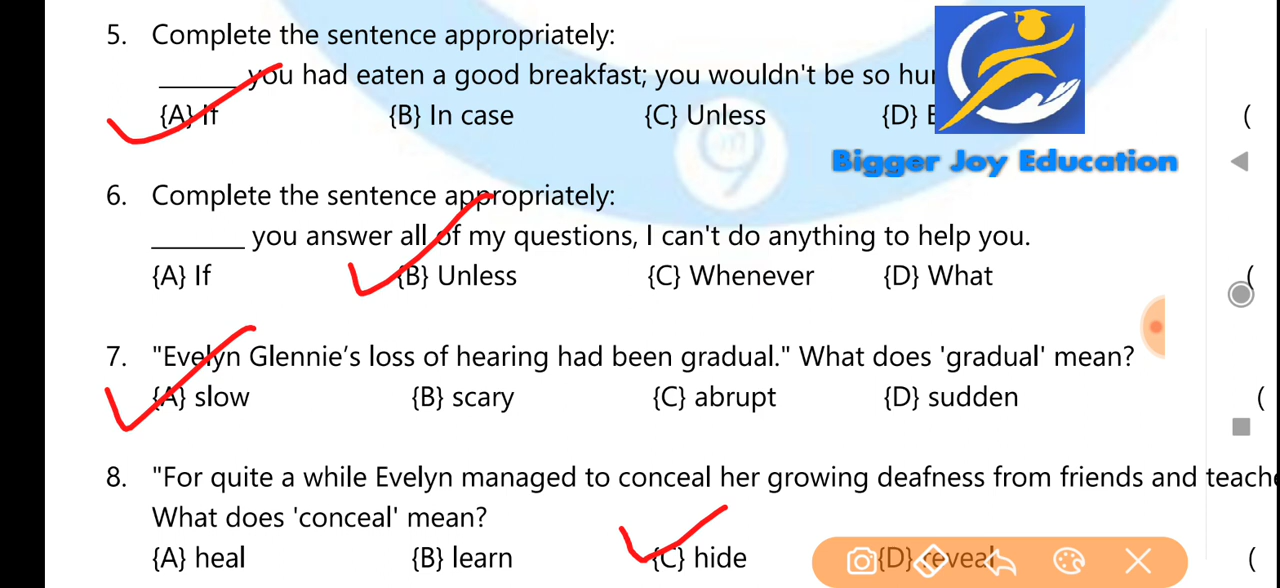 5. Complete the sentence appropriately:
______ you had eaten a good breakfast; you wouldn't be so
{A} If {B} In case {C} Unless {D}
Bigger Joy Education
6. Complete the sentence appropriately:
_______ you answer all of my questions, I can't do anything to help you.
{A} If {B} Unless {C} Whenever {D} What (
7. "Evelyn Glennie’s loss of hearing had been gradual." What does 'gradual' mean?
{A} slow {B} scary {C} abrupt {D} sudden (
8. "For quite a while Evelyn managed to conceal her growing deafness from friends and
What does 'conceal' mean?
{A} heal {B} learn {C} hide {D} reveal (